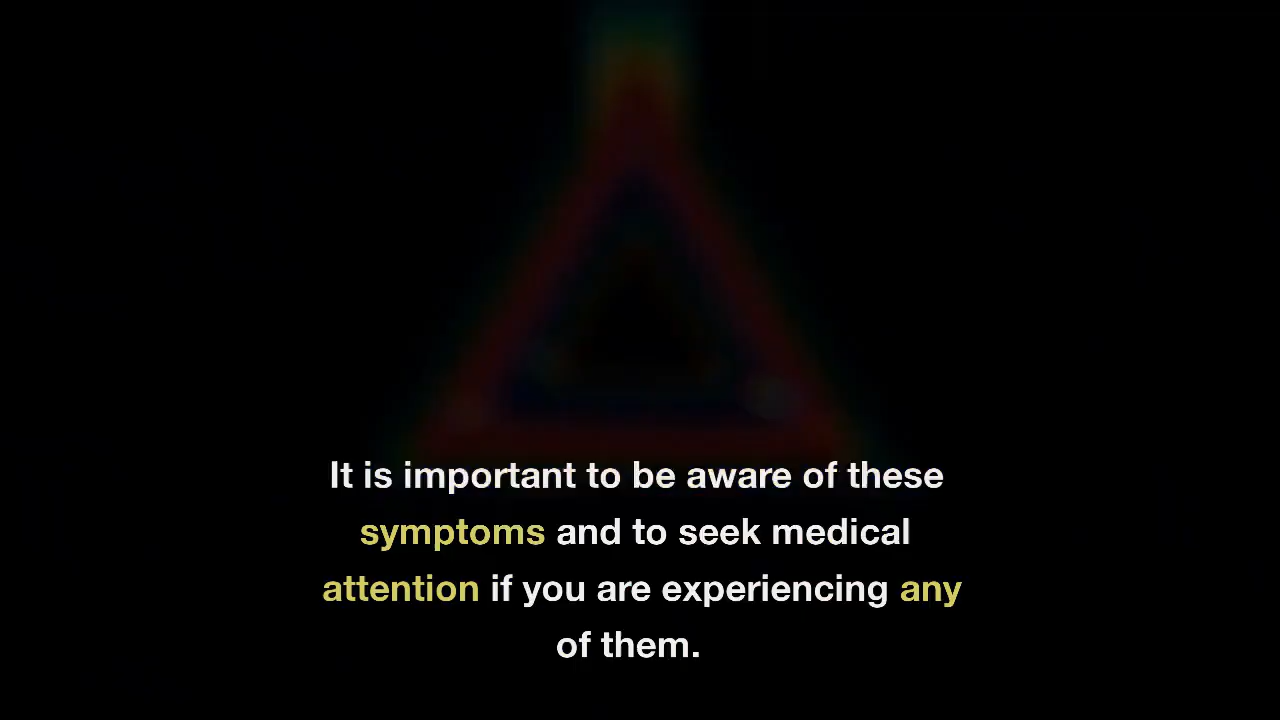 It is important to be aware of these
symptoms and to seek medical
attention if you are experiencing any
of them.